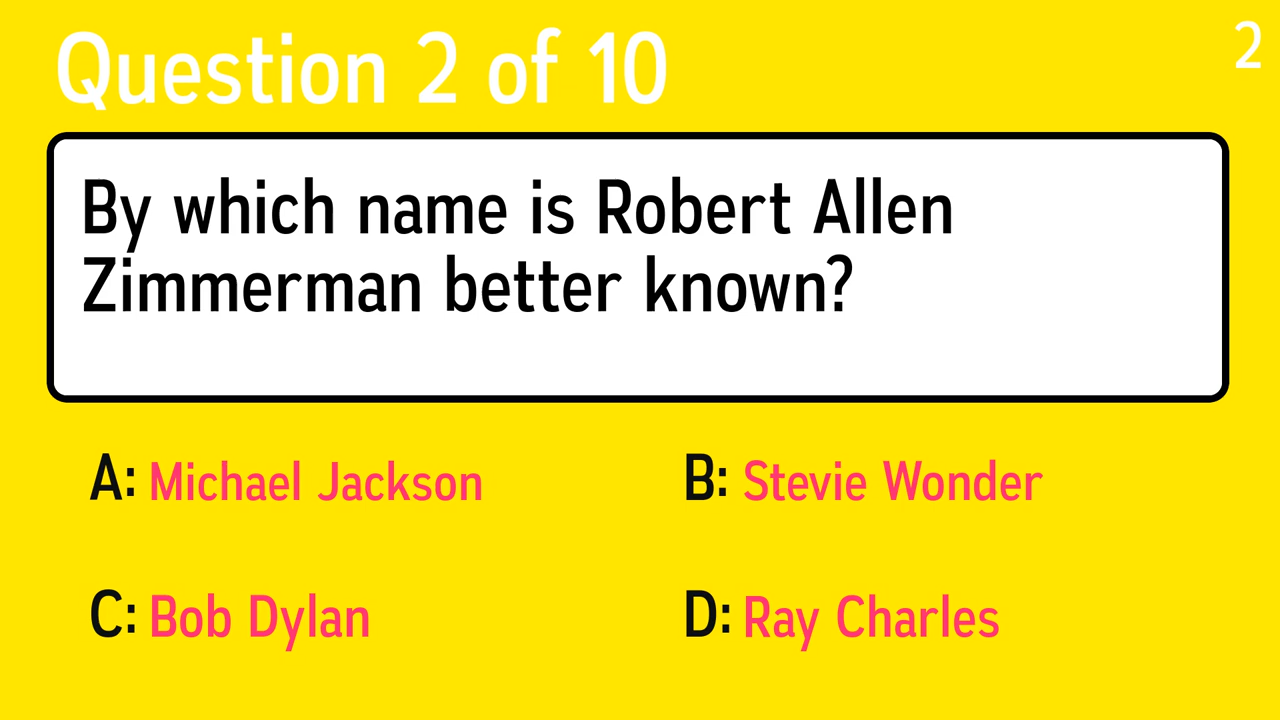 Question 2 of 10
2
By which name is Robert Allen
Zimmerman better known?
A: Michael Jackson
B: Stevie Wonder
C: Bob Dylan
D: Ray Charles